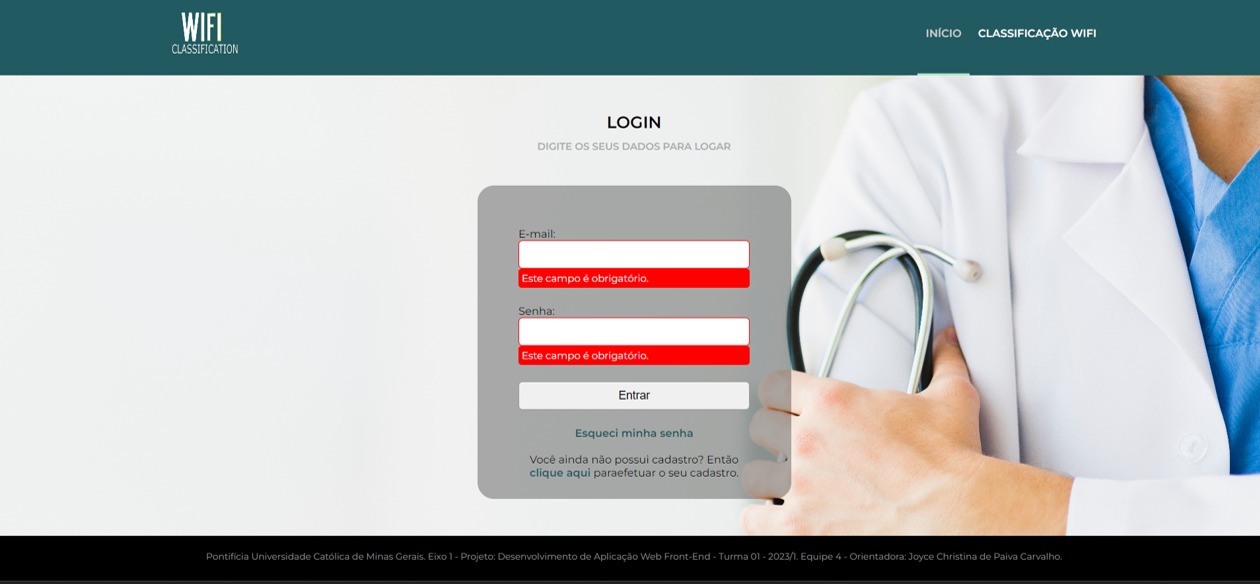 WIFI
CLASSIFICATION
INÍCIO
CLASSIFICAÇÃO WIFI
LOGIN
DIGITE OS SEUS DADOS PARA LOGAR
E-mail:
Este campo é obrigatório.
Senha:
Este campo é obrigatório.
Entrar
Esqueci minha senha
Você ainda não possui cadastro? Então
clique aqui paraefetuar o seu cadastro.
Pontifícia Universidade Católica de Minas Gerais. Eixo 1 - Projeto: Desenvolvimento de Aplicação Web Front-End - Turma 01 - 2023/1. Equipe 4 - Orientadora: Joyce Christina de Paiva Carvalho.